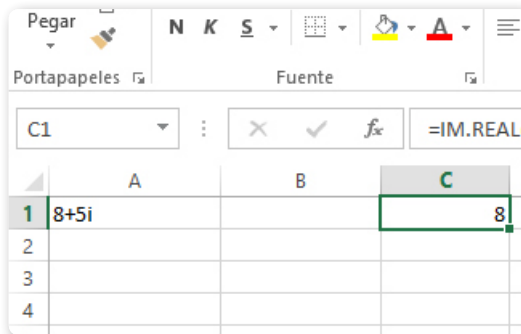 Pegar
N K S A
Portapapeles Fuente
C1 fx =IM.REAL
A B C
1 8+5i 8
2
3
4